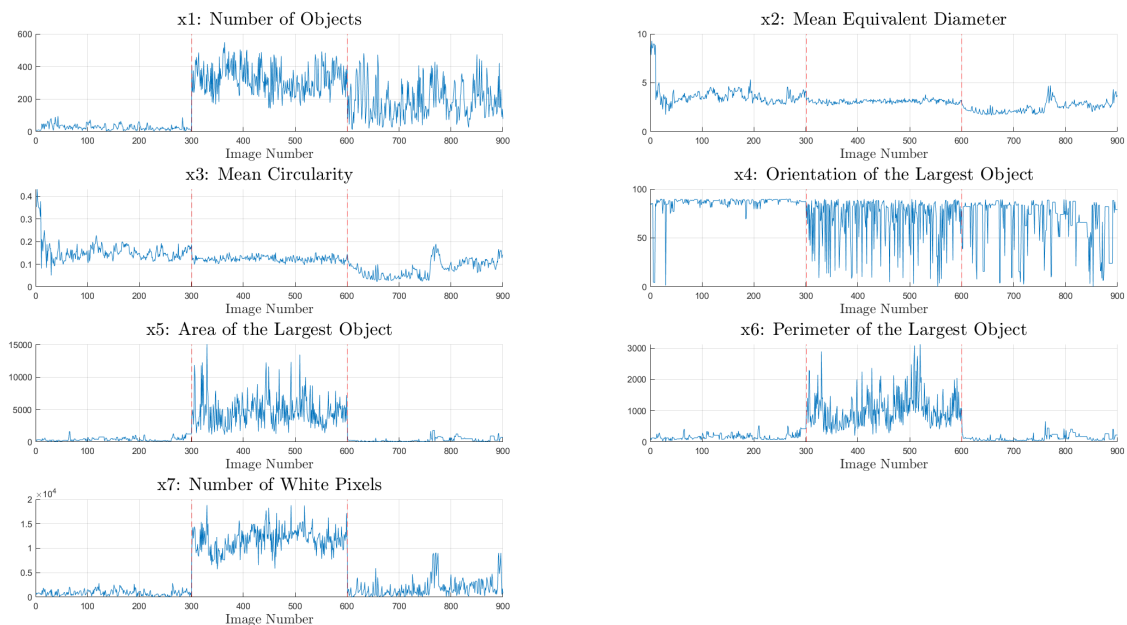 x1: Number of Objects
600
400
200
0
0 100 200 300 400 500 600 700 800 900
Image Number
x2: Mean Equivalent Diameter
10
5
0
0 100 200 300 400 500 600 700 800 900
Image Number
x3: Mean Circularity
0.4
0.3
0.2
0.1
0
0 100 200 300 400 500 600 700 800 900
Image Number
x4: Orientation of the Largest Object
100
50
0
0 100 200 300 400 500 600 700 800 900
Image Number
x5: Area of the Largest Object
15000
10000
5000
0
0 100 200 300 400 500 600 700 800 900
Image Number
x6: Perimeter of the Largest Object
3000
2000
1000
0
0 100 200 300 400 500 600 700 800 900
Image Number
x7: Number of White Pixels
×10⁴
2
1.5
1
0.5
0
0 100 200 300 400 500 600 700 800 900
Image Number